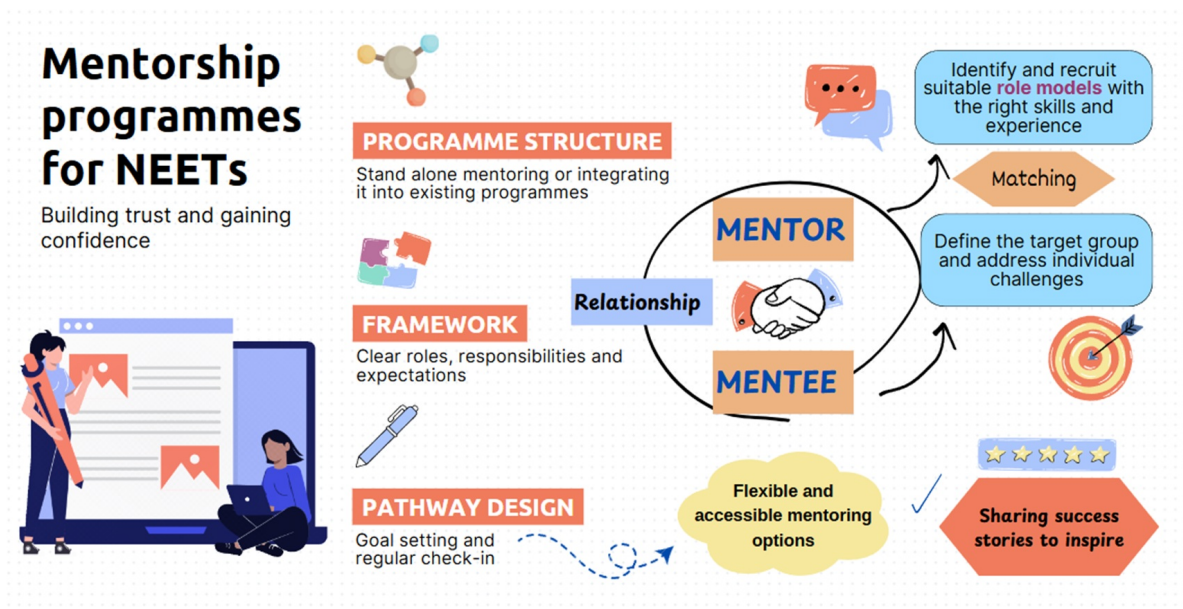 Mentorship
programmes
for NEETs
Building trust and gaining
confidence
PROGRAMME STRUCTURE
Stand alone mentoring or integrating
it into existing programmes
FRAMEWORK
Clear roles, responsibilities and
expectations
PATHWAY DESIGN
Goal setting and
regular check-in
MENTOR
Relationship
MENTEE
Identify and recruit
suitable role models with
the right skills and
experience
Matching
Define the target group
and address individual
challenges
Flexible and
accessible mentoring
options
Sharing success
stories to inspire